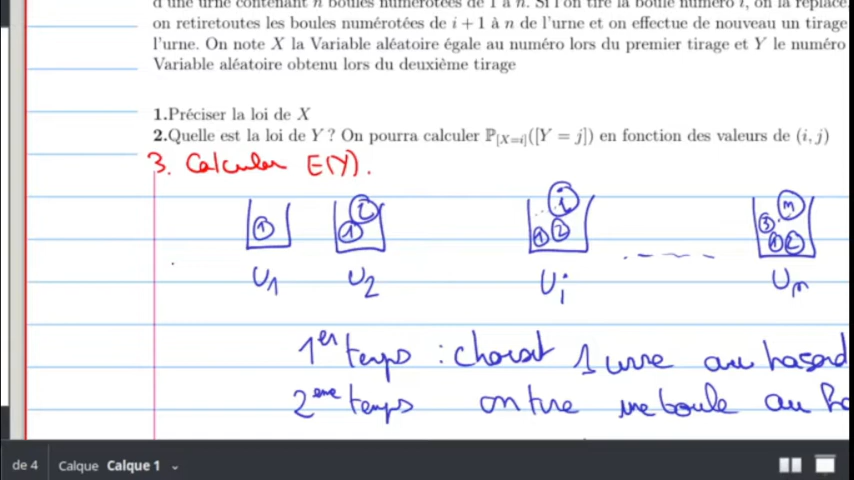 d'une urne contenant n boules numérotées de 1 à n. Si l'on tire la boule numéro i, on la replace
on retiretoutes les boules numérotées de i + 1 à n de l'urne et on effectue de nouveau un tirage
l'urne. On note X la Variable aléatoire égale au numéro lors du premier tirage et Y le numéro
Variable aléatoire obtenu lors du deuxième tirage
1.Préciser la loi de X
2.Quelle est la loi de Y ? On pourra calculer ℙ[X=i]([Y = j]) en fonction des valeurs de (i, j)
3. Calculer E(Y).
1 1 2 1 2 i 1 2 3 n
U1 U2 Ui ------ Un
1er temps : choisit 1 urne au hasard
2eme temps on tire une boule au ha
de 4 Calque Calque 1